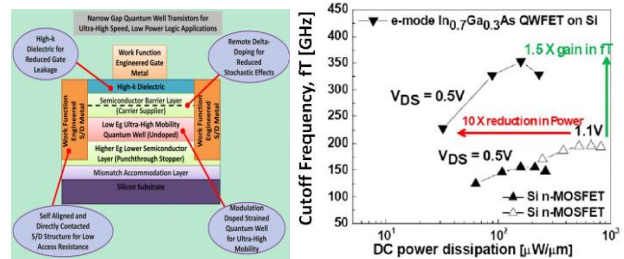 Narrow Gap Quantum Well Transistors for
Ultra-High Speed, Low Power Logic Applications
High-k
Dielectric for
Reduced Gate
Leakage
Work Function
Engineered Gate
Metal
Remote Delta-
Doping for
Reduced
Stochastic Effects
High-k Dielectric
Semiconductor Barrier Layer
(Carrier Supplier)
Low Eg Ultra-High Mobility
Quantum Well (Undoped)
Higher Eg Lower Semiconductor
Layer (Punchthrough Stopper)
Mismatch Accommodation Layer
Silicon Substrate
Work Function
Engineered
S/D Metal
Work Function
Engineered
S/D Metal
Self Aligned and
Directly Contacted
S/D Structure for Low
Access Resistance
Modulation
Doped Strained
Quantum Well
for Ultra-High
Mobility
Cutoff Frequency, fT [GHz]
400
350
300
250
200
150
100
50
e-mode In0.7Ga0.3As QWFET on Si
1.5 X gain in fT
VDS = 0.5V
10X reduction in Power
1.1V
VDS = 0.5V
Si n-MOSFET
Si n-MOSFET
10¹ 10² 10³
DC power dissipation [µW/µm]